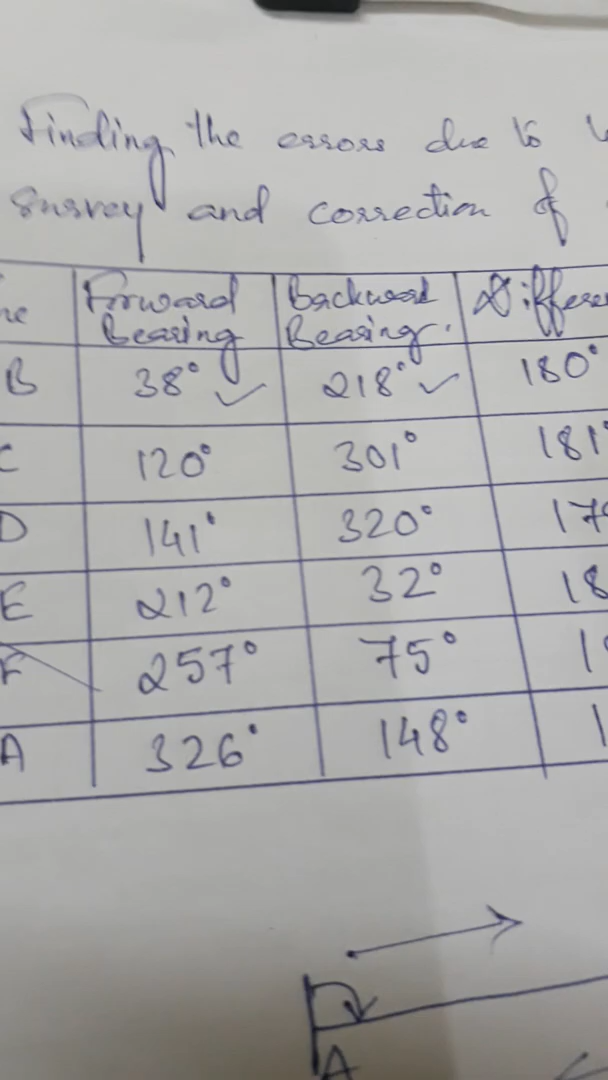 Finding the errors due to
survey and correction of
Forward Bearing Backward Bearing.
B 38° 218° 180°
C 120° 301° 181°
D 141° 320°
E 212° 32°
F 257° 75°
A 326° 148°
A